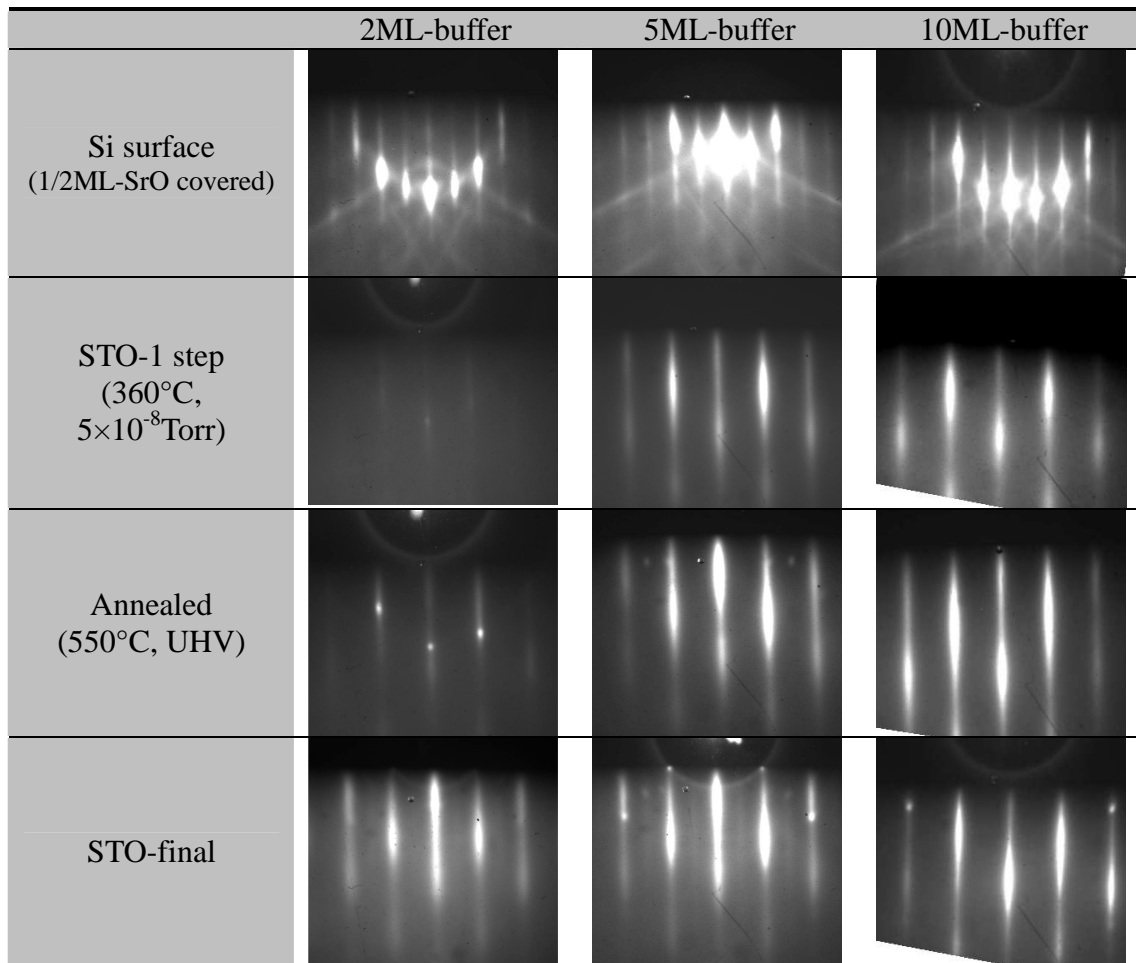 2ML-buffer 5ML-buffer 10ML-buffer
Si surface
(1/2ML-SrO covered)
STO-1 step
(360°C,
5×10⁻⁸Torr)
Annealed
(550°C, UHV)
STO-final